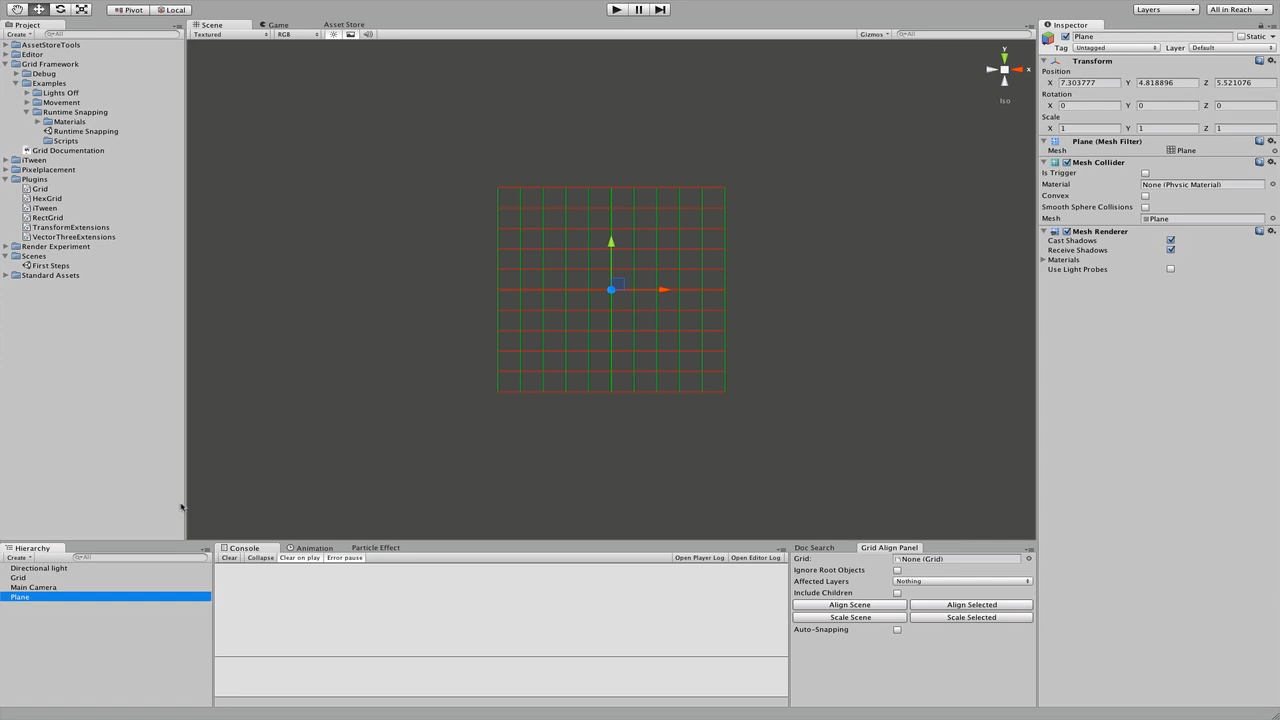 Pivot Local Layers All in Reach
Project
Create All
AssetStoreTools
Editor
Grid Framework
Debug
Examples
Lights Off
Movement
Runtime Snapping
Materials
Runtime Snapping
Scripts
Grid Documentation
iTween
Pixelplacement
Plugins
Grid
HexGrid
iTween
RectGrid
TransformExtensions
VectorThreeExtensions
Render Experiment
Scenes
First Steps
Standard Assets
Scene Game Asset Store
Textured RGB Gizmos All
Y
x
Iso
Inspector
Plane Static
Tag Untagged Layer Default
Transform
Position
X 7.303777 Y 4.818896 Z 5.521076
Rotation
X 0 Y 0 Z 0
Scale
X 1 Y 1 Z 1
Plane (Mesh Filter)
Mesh Plane
Mesh Collider
Is Trigger
Material None (Physic Material)
Convex
Smooth Sphere Collisions
Mesh Plane
Mesh Renderer
Cast Shadows
Receive Shadows
Materials
Use Light Probes
Hierarchy
Create All
Directional light
Grid
Main Camera
Plane
Console Animation Particle Effect
Clear Collapse Clear on play Error pause Open Player Log Open Editor Log
Doc Search Grid Align Panel
Grid: None (Grid)
Ignore Root Objects
Affected Layers Nothing
Include Children
Align Scene Align Selected
Scale Scene Scale Selected
Auto-Snapping